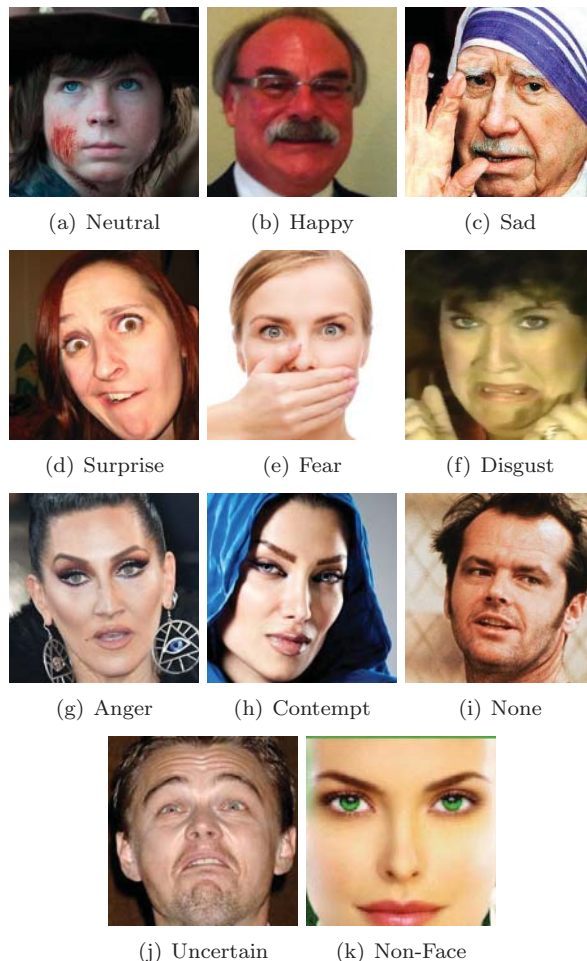 (a) Neutral
(b) Happy
(c) Sad
(d) Surprise
(e) Fear
(f) Disgust
(g) Anger
(h) Contempt
(i) None
(j) Uncertain
(k) Non-Face